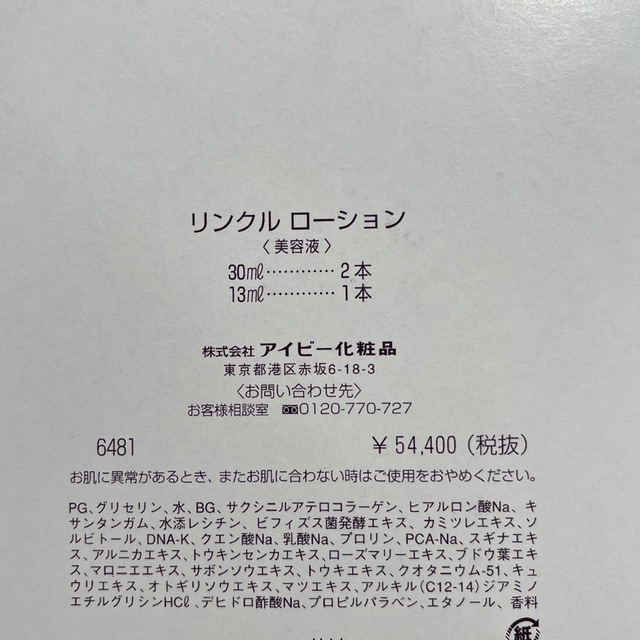 リンクル ローション
〈 美容液 〉
30㎖…………2本
13㎖…………1本
株式会社 アイビー化粧品
東京都港区赤坂6-18-3
〈お問い合わせ先〉
お客様相談室 0120-770-727
6481 ￥54,400（税抜）
お肌に異常があるとき、またお肌に合わない時はご使用をおやめください。
PG、グリセリン、水、BG、サクシニルアテロコラーゲン、ヒアルロン酸Na、キ
サンタンガム、水添レシチン、ビフィズス菌発酵エキス、カミツレエキス、ソ
ルビトール、DNA-K、クエン酸Na、乳酸Na、プロリン、PCA-Na、スギナエキ
ス、アルニカエキス、トウキンセンカエキス、ローズマリーエキス、ブドウ葉エキ
ス、マロニエエキス、サボンソウエキス、トウキエキス、クオタニウム-51、キュ
ウリエキス、オトギリソウエキス、マツエキス、アルキル(C12-14)ジアミノ
エチルグリシンHCl、デヒドロ酢酸Na、プロピルパラベン、エタノール、香料
紙